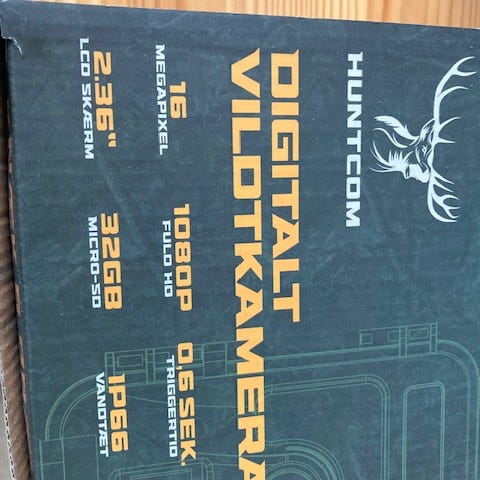 HUNTCOM
DIGITALT
VILDTKAMERA
16
MEGAPIXEL
1080P
FULD HD
0,6 SEK.
TRIGGERTID
2.36"
LCD SKÆRM
32GB
MICRO-SD
IP66
VANDTÆT